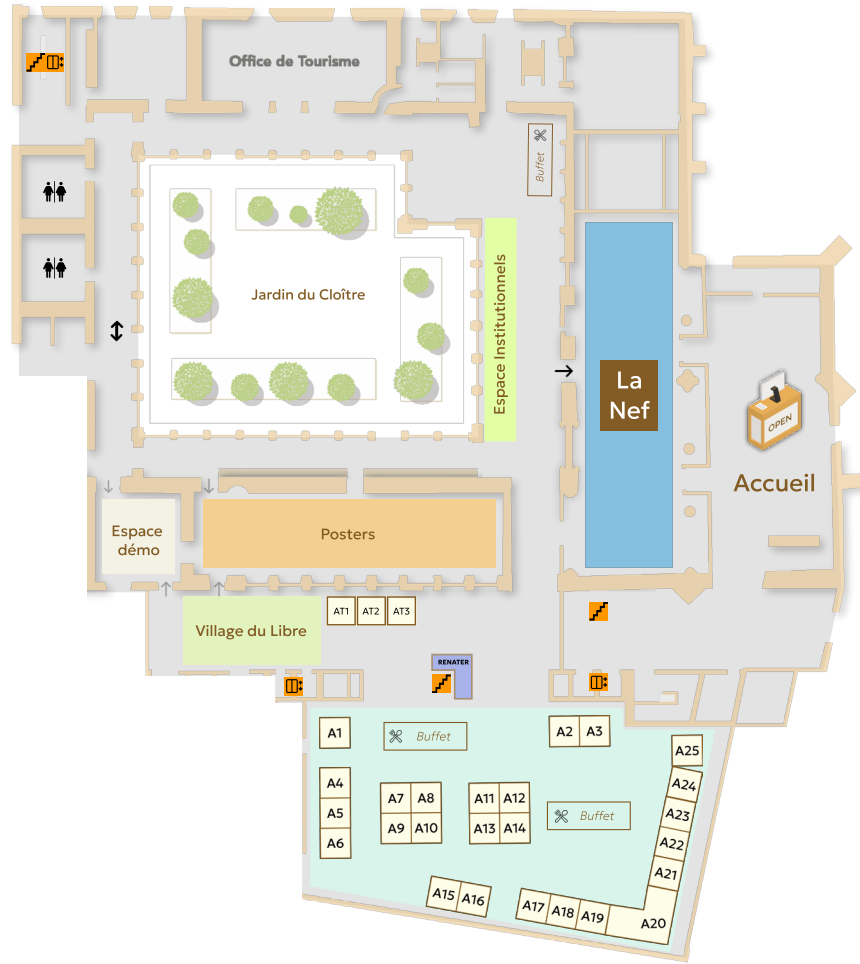 Office de Tourisme
Buffet
Jardin du Cloître
Espace Institutionnels
La
Nef
OPEN
Accueil
Espace
démo
Posters
Village du Libre
AT1 AT2 AT3
RENATER
A1
Buffet
A2 A3
A25
A4
A5
A6
A7 A8
A9 A10
A11 A12
A13 A14
Buffet
A24
A23
A22
A21
A15 A16
A17 A18 A19
A20